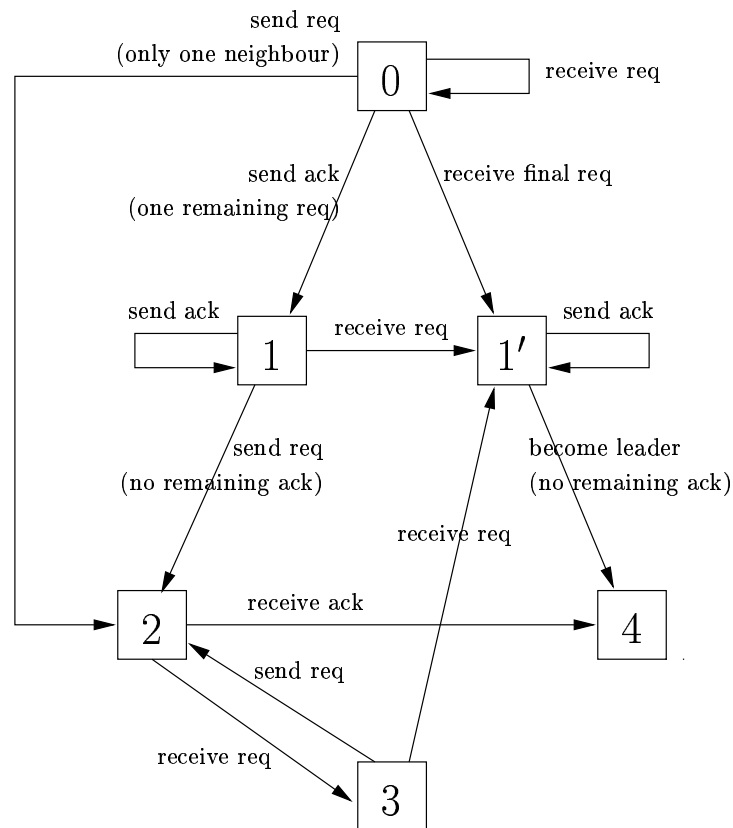 send req
(only one neighbour)
0
receive req
send ack
(one remaining req)
receive final req
send ack
1
receive req
1′
send ack
send req
(no remaining ack)
become leader
(no remaining ack)
receive req
2
receive ack
4
send req
receive req
3